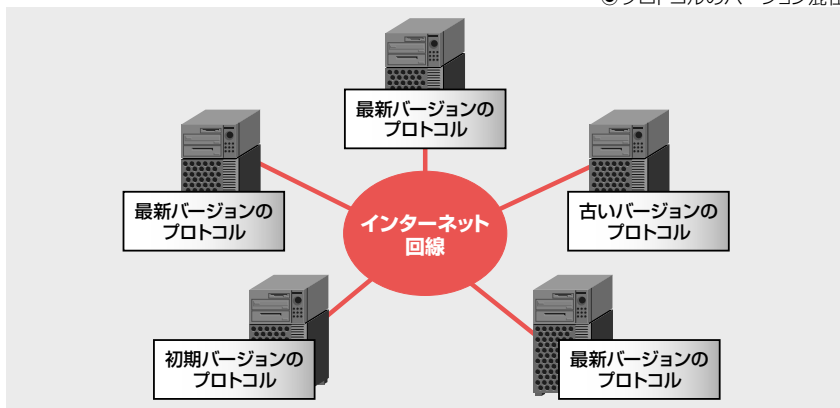 最新バージョンの
プロトコル
最新バージョンの
プロトコル
古いバージョンの
プロトコル
インターネット
回線
初期バージョンの
プロトコル
最新バージョンの
プロトコル